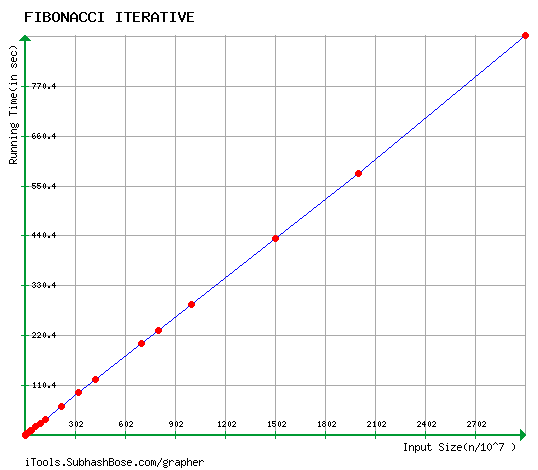 FIBONACCI ITERATIVE
Running Time(in sec)
770.4
660.4
550.4
440.4
330.4
220.4
110.4
302 602 902 1202 1502 1802 2102 2402 2702
Input Size(n/10^7 )
iTools.SubhashBose.com/grapher